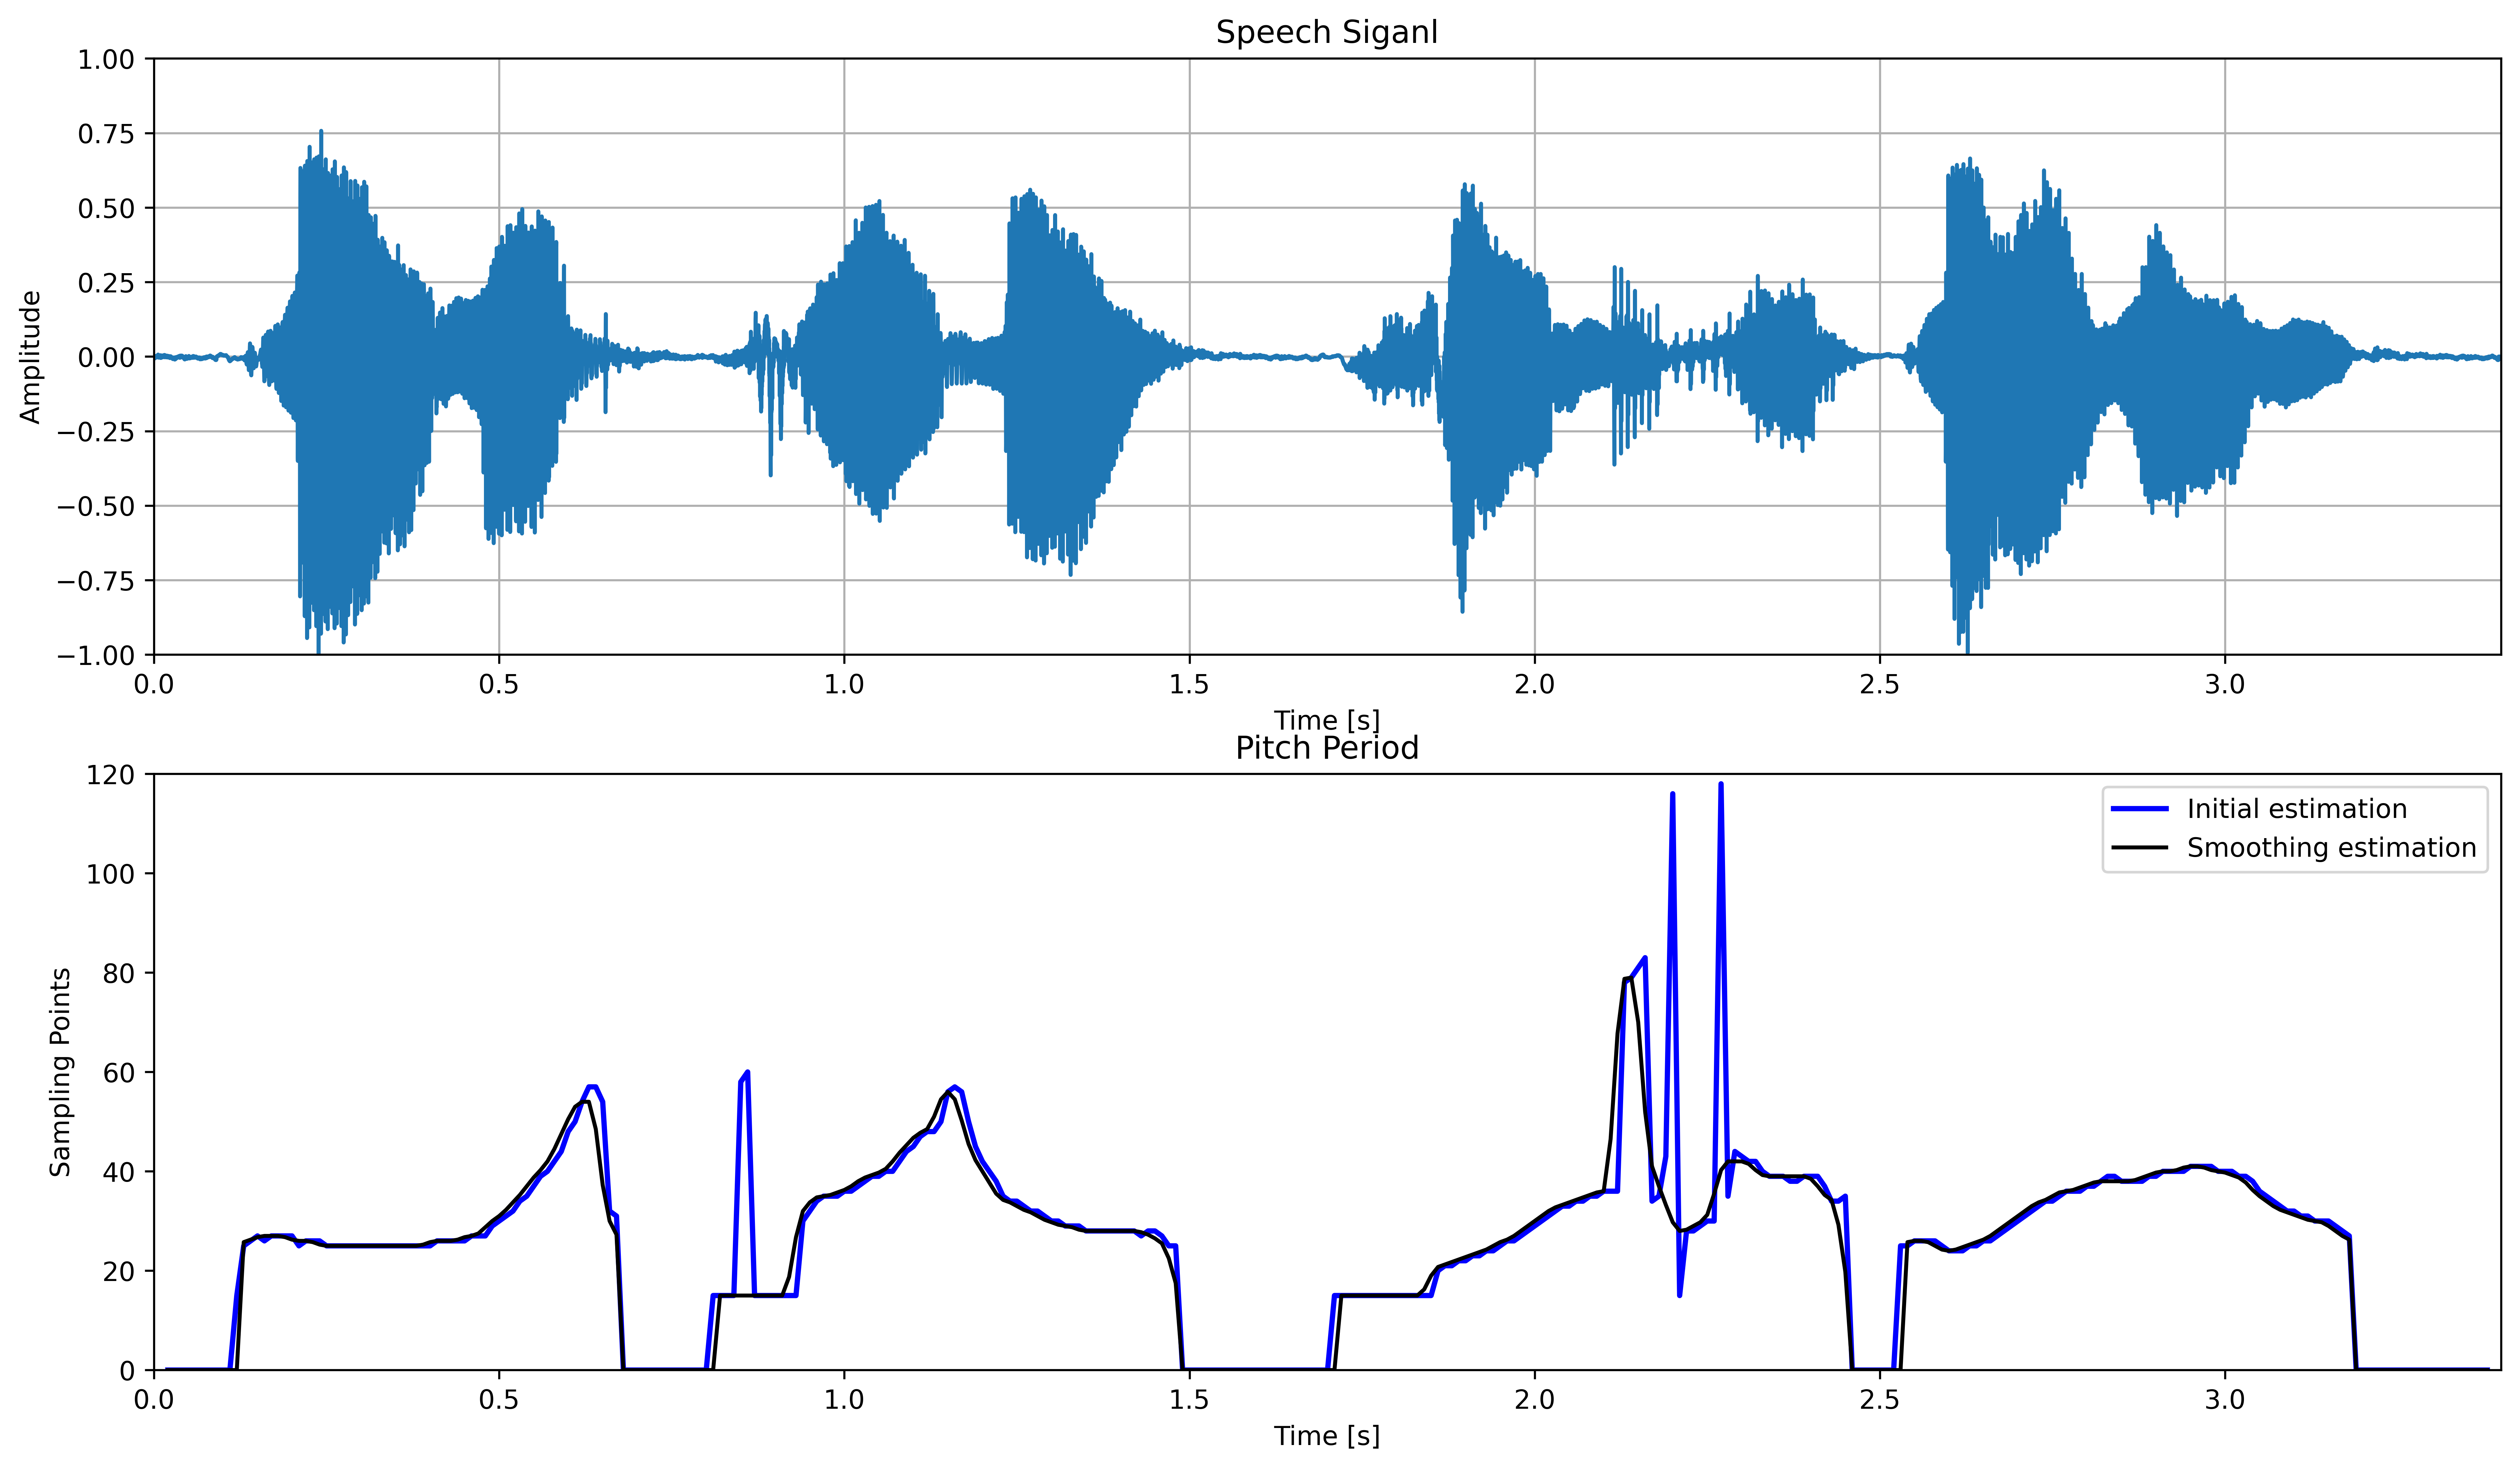 Speech Siganl
1.00
0.75
0.50
0.25
0.00
−0.25
−0.50
−0.75
−1.00
Amplitude
0.0 0.5 1.0 1.5 2.0 2.5 3.0
Time [s]
Pitch Period
120
100
80
60
40
20
0
Sampling Points
Initial estimation
Smoothing estimation
0.0 0.5 1.0 1.5 2.0 2.5 3.0
Time [s]